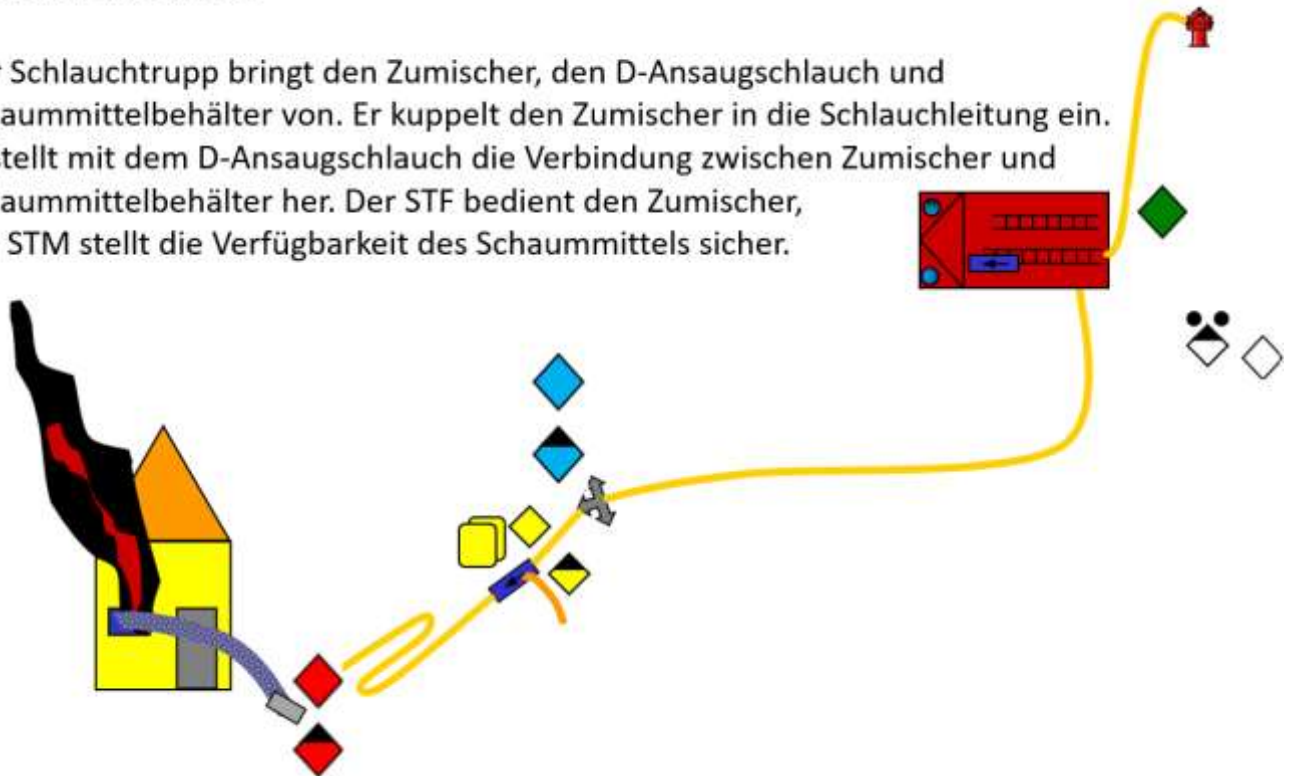 Schlauchtrupp bringt den Zumischer, den D-Ansaugschlauch und
aummittelbehälter von. Er kuppelt den Zumischer in die Schlauchleitung ein.
tellt mit dem D-Ansaugschlauch die Verbindung zwischen Zumischer und
aummittelbehälter her. Der STF bedient den Zumischer,
STM stellt die Verfügbarkeit des Schaummittels sicher.